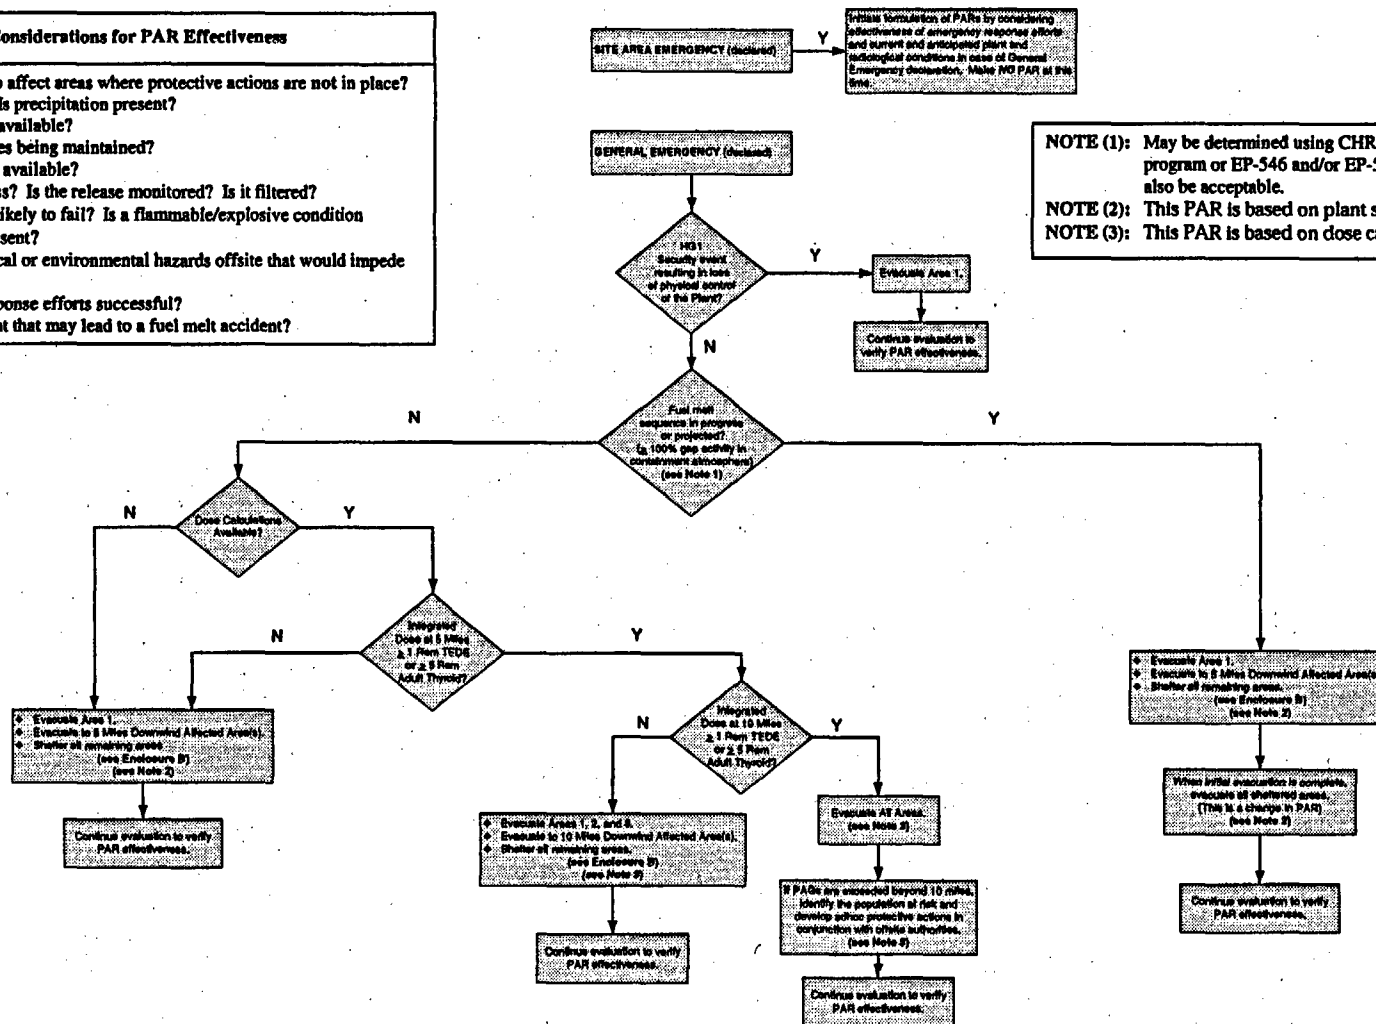 Considerations for PAR Effectiveness
o affect areas where protective actions are not in place?
Is precipitation present?
available?
es being maintained?
available?
ss? Is the release monitored? Is it filtered?
likely to fail? Is a flammable/explosive condition
sent?
cal or environmental hazards offsite that would impede
ponse efforts successful?
nt that may lead to a fuel melt accident?
SITE AREA EMERGENCY (declared)
Y
Initiate formulation of PARs by considering
effectiveness of emergency response efforts
and current and anticipated plant and
radiological conditions in case of General
Emergency declaration. Make NO PAR at this
time.
GENERAL EMERGENCY (declared)
NOTE (1): May be determined using CHR
program or EP-546 and/or EP-5
also be acceptable.
NOTE (2): This PAR is based on plant s
NOTE (3): This PAR is based on dose ca
HG1
Security event
resulting in loss
of physical control
of the Plant?
Y
Evacuate Area 1.
Continue evaluation to
verify PAR effectiveness.
N
Fuel melt
sequence in progress
or projected?
(≥ 100% gap activity in
containment atmosphere)
(see Note 1)
N
Y
Dose Calculations
Available?
N
Y
Integrated
Dose at 5 Miles
≥ 1 Rem TEDE
or ≥ 5 Rem
Adult Thyroid?
N
Y
Evacuate Area 1.
Evacuate to 5 Miles Downwind Affected Area(s).
Shelter all remaining areas
(see Enclosure B)
(see Note 2)
Continue evaluation to verify
PAR effectiveness.
Integrated
Dose at 10 Miles
≥ 1 Rem TEDE
or ≥ 5 Rem
Adult Thyroid?
N
Y
Evacuate Areas 1, 2, and
Evacuate to 10 Miles Downwind Affected Area(s).
Shelter all remaining areas.
(see Enclosure B)
(see Note 3)
Continue evaluation to verify
PAR effectiveness.
Evacuate All Areas.
(see Note 3)
If PAGs are exceeded beyond 10 miles,
identify the population at risk and
develop adhoc protective actions in
conjunction with offsite authorities.
(see Note 3)
Continue evaluation to verify
PAR effectiveness.
Evacuate Area 1.
Evacuate to 5 Miles Downwind Affected Area(s
Shelter all remaining areas.
(see Enclosure B)
(see Note 2)
When initial evacuation is complete,
evacuate all sheltered areas.
(This is a change in PAR)
(see Note 2)
Continue evaluation to verify
PAR effectiveness.